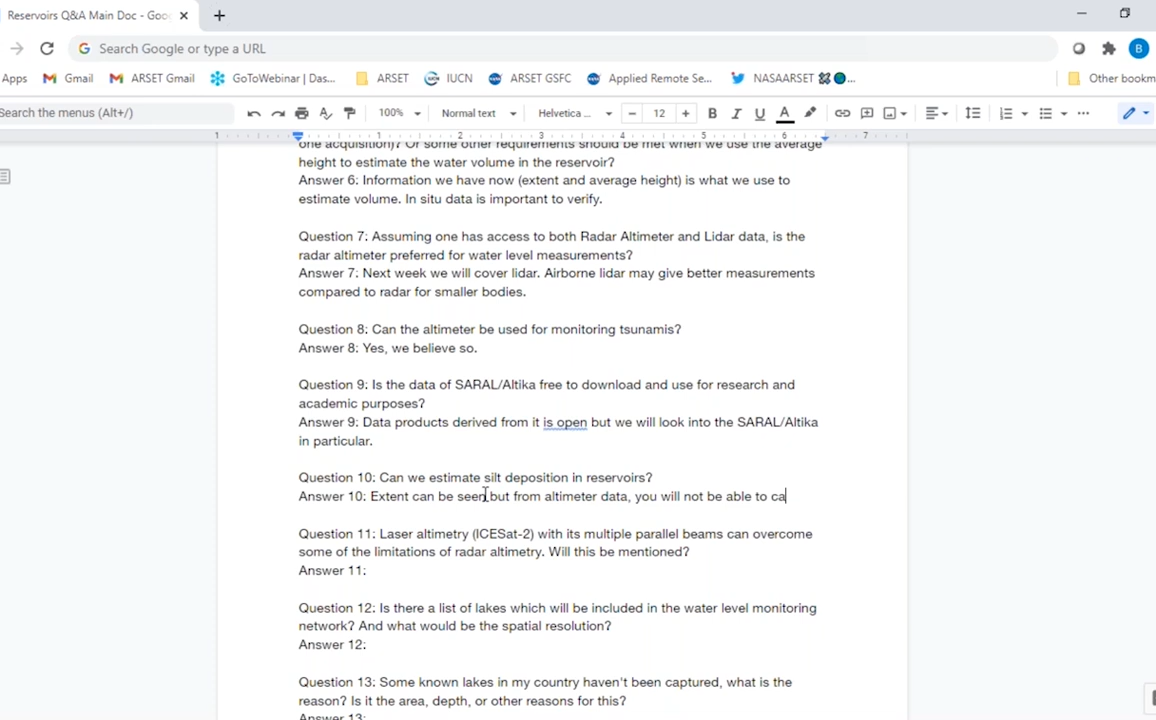 Reservoirs Q&A Main Doc - Goo
Search Google or type a URL
B
Apps Gmail ARSET Gmail GoToWebinar | Das... ARSET IUCN ARSET GSFC Applied Remote Se... NASAARSET ... Other bookm
Search the menus (Alt+/) 100% Normal text Helvetica ... 12 B I U A
1 1 2 3 4 5 6 7
one acquisition)? Or some other requirements should be met when we use the average
height to estimate the water volume in the reservoir?
Answer 6: Information we have now (extent and average height) is what we use to
estimate volume. In situ data is important to verify.
Question 7: Assuming one has access to both Radar Altimeter and Lidar data, is the
radar altimeter preferred for water level measurements?
Answer 7: Next week we will cover lidar. Airborne lidar may give better measurements
compared to radar for smaller bodies.
Question 8: Can the altimeter be used for monitoring tsunamis?
Answer 8: Yes, we believe so.
Question 9: Is the data of SARAL/Altika free to download and use for research and
academic purposes?
Answer 9: Data products derived from it is open but we will look into the SARAL/Altika
in particular.
Question 10: Can we estimate silt deposition in reservoirs?
Answer 10: Extent can be seen but from altimeter data, you will not be able to ca
Question 11: Laser altimetry (ICESat-2) with its multiple parallel beams can overcome
some of the limitations of radar altimetry. Will this be mentioned?
Answer 11:
Question 12: Is there a list of lakes which will be included in the water level monitoring
network? And what would be the spatial resolution?
Answer 12:
Question 13: Some known lakes in my country haven't been captured, what is the
reason? Is it the area, depth, or other reasons for this?
Answer 13: